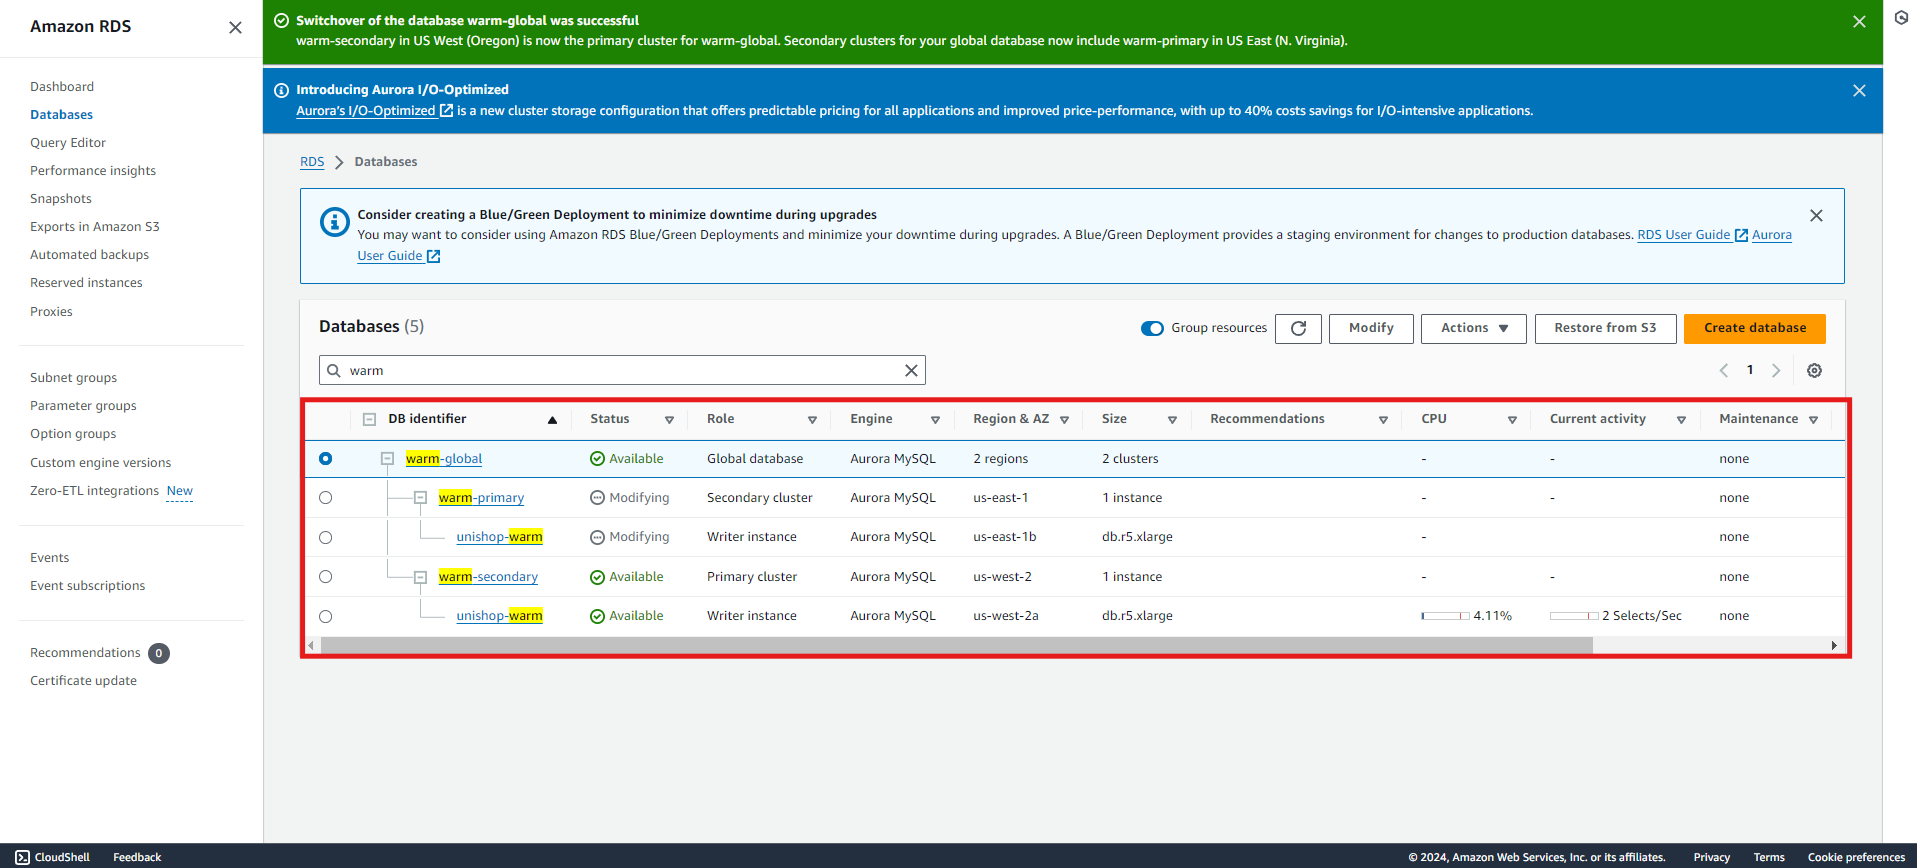 Amazon RDS
Dashboard
Databases
Query Editor
Performance insights
Snapshots
Exports in Amazon S3
Automated backups
Reserved instances
Proxies
Subnet groups
Parameter groups
Option groups
Custom engine versions
Zero-ETL integrations New
Events
Event subscriptions
Recommendations 0
Certificate update
Switchover of the database warm-global was successful
warm-secondary in US West (Oregon) is now the primary cluster for warm-global. Secondary clusters for your global database now include warm-primary in US East (N. Virginia).
Introducing Aurora I/O-Optimized
Aurora's I/O-Optimized is a new cluster storage configuration that offers predictable pricing for all applications and improved price-performance, with up to 40% costs savings for I/O-intensive applications.
RDS > Databases
Consider creating a Blue/Green Deployment to minimize downtime during upgrades
You may want to consider using Amazon RDS Blue/Green Deployments and minimize your downtime during upgrades. A Blue/Green Deployment provides a staging environment for changes to production databases. RDS User Guide Aurora
User Guide
Databases (5) Group resources Modify Actions Restore from S3 Create database
warm 1
DB identifier Status Role Engine Region & AZ Size Recommendations CPU Current activity Maintenance
warm-global Available Global database Aurora MySQL 2 regions 2 clusters - - none
warm-primary Modifying Secondary cluster Aurora MySQL us-east-1 1 instance - - none
unishop-warm Modifying Writer instance Aurora MySQL us-east-1b db.r5.xlarge - none
warm-secondary Available Primary cluster Aurora MySQL us-west-2 1 instance - - none
unishop-warm Available Writer instance Aurora MySQL us-west-2a db.r5.xlarge 4.11% 2 Selects/Sec none
CloudShell Feedback © 2024, Amazon Web Services, Inc. or its affiliates. Privacy Terms Cookie preferences